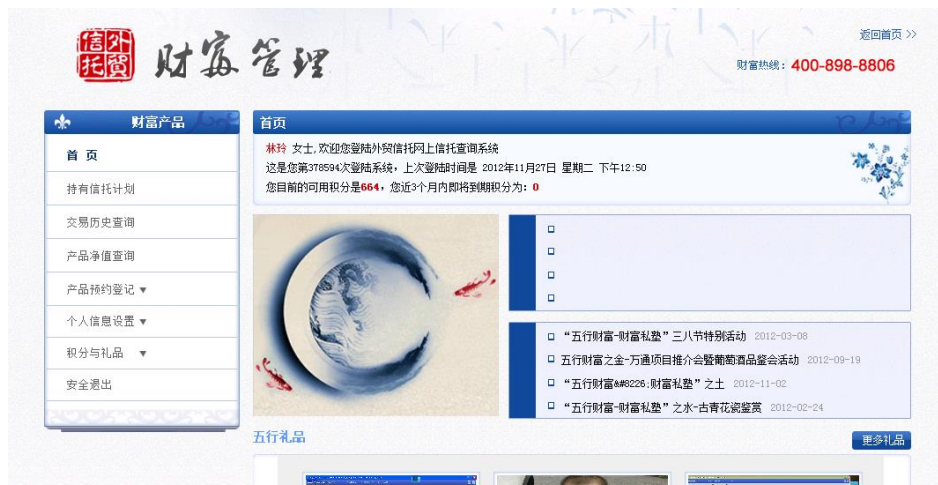 外贸信托
财富管理
返回首页 >>
财富热线：400-898-8806
财富产品
首页
持有信托计划
交易历史查询
产品净值查询
产品预约登记 ▼
个人信息设置 ▼
积分与礼品 ▼
安全退出
首页
林玲 女士,欢迎您登陆外贸信托网上信托查询系统
这是您第378594次登陆系统，上次登陆时间是 2012年11月27日 星期二 下午12:50
您目前的可用积分是664，您近3个月内即将到期积分为：0
“五行财富-财富私塾”三八节特别活动 2012-03-08
五行财富之金-万通项目推介会暨葡萄酒品鉴会活动 2012-09-19
“五行财富&#8226;财富私塾”之土 2012-11-02
“五行财富-财富私塾”之水-古青花瓷鉴赏 2012-02-24
五行礼品
更多礼品